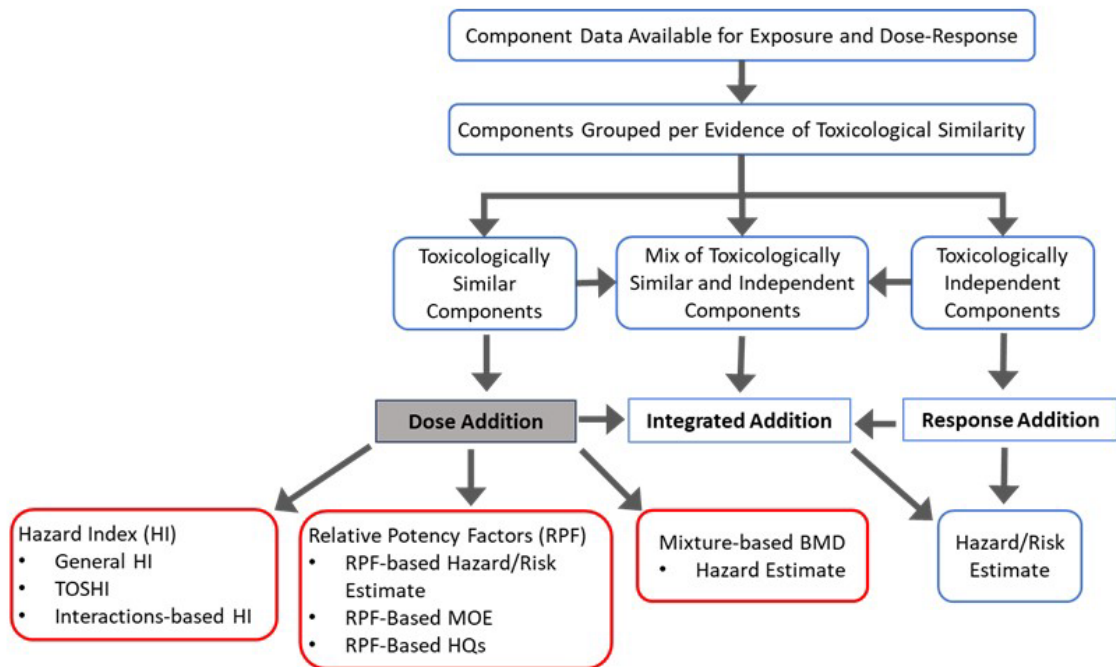 Component Data Available for Exposure and Dose-Response
Components Grouped per Evidence of Toxicological Similarity
Toxicologically
Similar
Components
Mix of Toxicologically
Similar and Independent
Components
Toxicologically
Independent
Components
Dose Addition
Integrated Addition
Response Addition
Hazard Index (HI)
• General HI
• TOSHI
• Interactions-based HI
Relative Potency Factors (RPF)
• RPF-based Hazard/Risk
Estimate
• RPF-Based MOE
• RPF-Based HQs
Mixture-based BMD
• Hazard Estimate
Hazard/Risk
Estimate